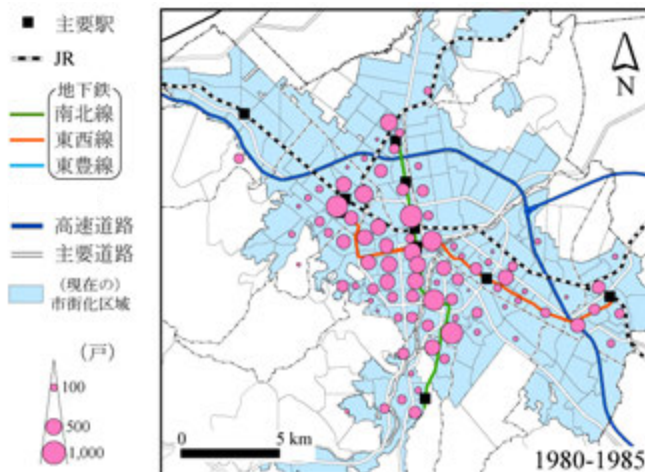 主要駅
JR
地下鉄
南北線
東西線
東豊線
高速道路
主要道路
(現在の)
市街化区域
(戸)
100
500
1,000
N
0 5 km
1980-1985